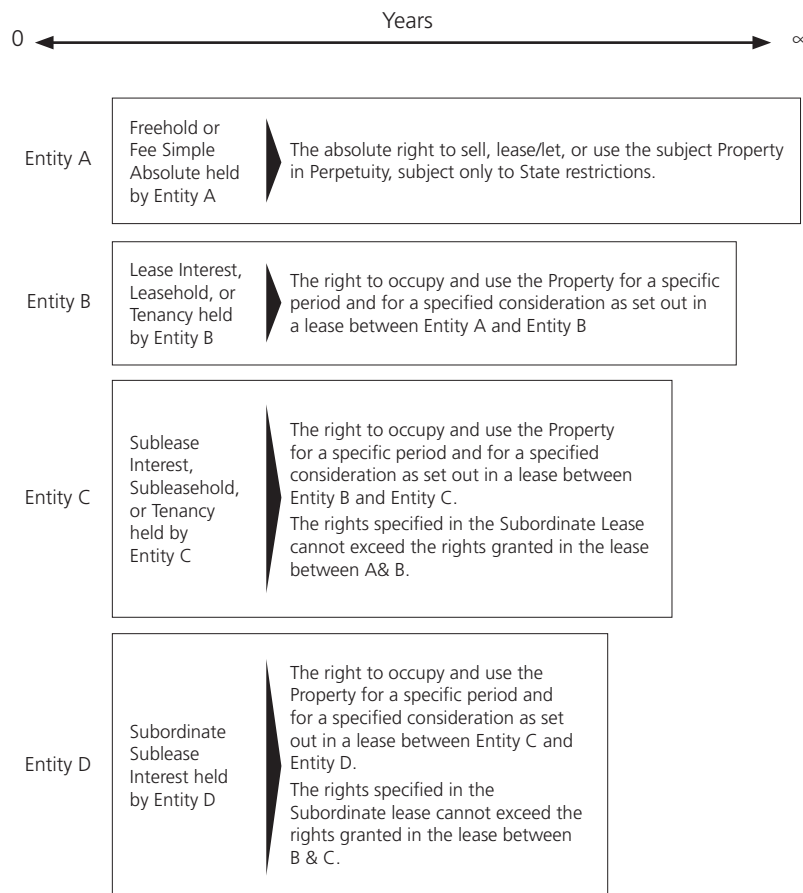 Years
0 ∞
Entity A
Freehold or
Fee Simple
Absolute held
by Entity A
The absolute right to sell, lease/let, or use the subject Property
in Perpetuity, subject only to State restrictions.
Entity B
Lease Interest,
Leasehold, or
Tenancy held
by Entity B
The right to occupy and use the Property for a specific
period and for a specified consideration as set out in
a lease between Entity A and Entity B
Entity C
Sublease
Interest,
Subleasehold,
or Tenancy
held by
Entity C
The right to occupy and use the Property
for a specific period and for a specified
consideration as set out in a lease between
Entity B and Entity C.
The rights specified in the Subordinate Lease
cannot exceed the rights granted in the lease
between A& B.
Entity D
Subordinate
Sublease
Interest held
by Entity D
The right to occupy and use the
Property for a specific period and
for a specified consideration as set
out in a lease between Entity C and
Entity D.
The rights specified in the
Subordinate lease cannot exceed the
rights granted in the lease between
B & C.